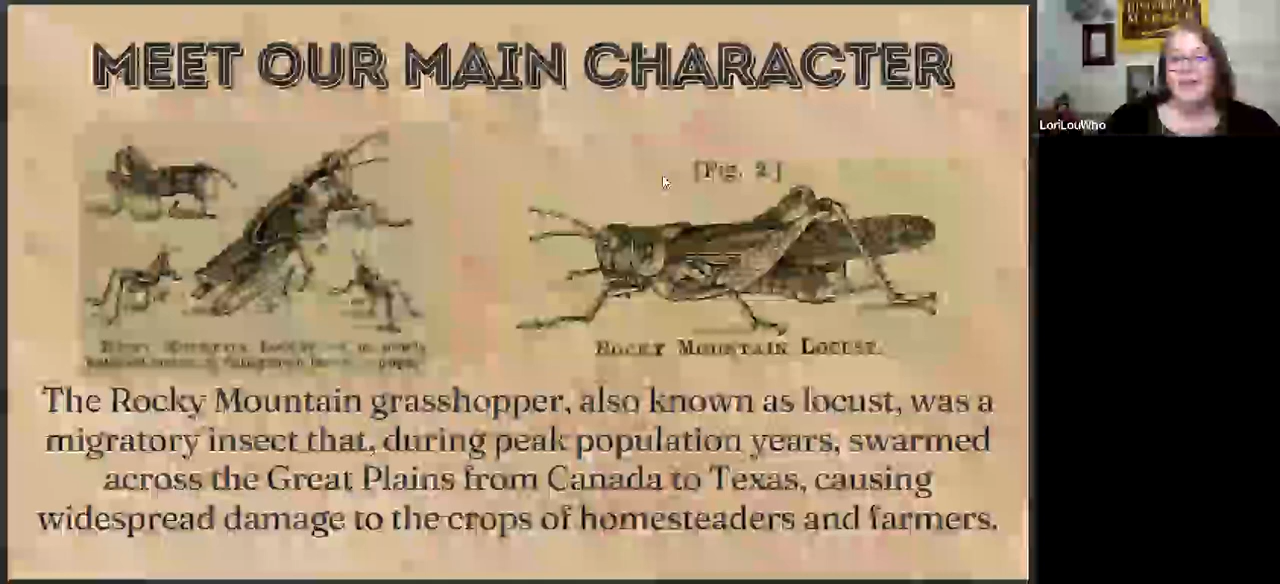 MEET OUR MAIN CHARACTER
[Fig. 2.]
ROCKY MOUNTAIN LOCUST.
The Rocky Mountain grasshopper, also known as locust, was a
migratory insect that, during peak population years, swarmed
across the Great Plains from Canada to Texas, causing
widespread damage to the crops of homesteaders and farmers.
LoriLouWho